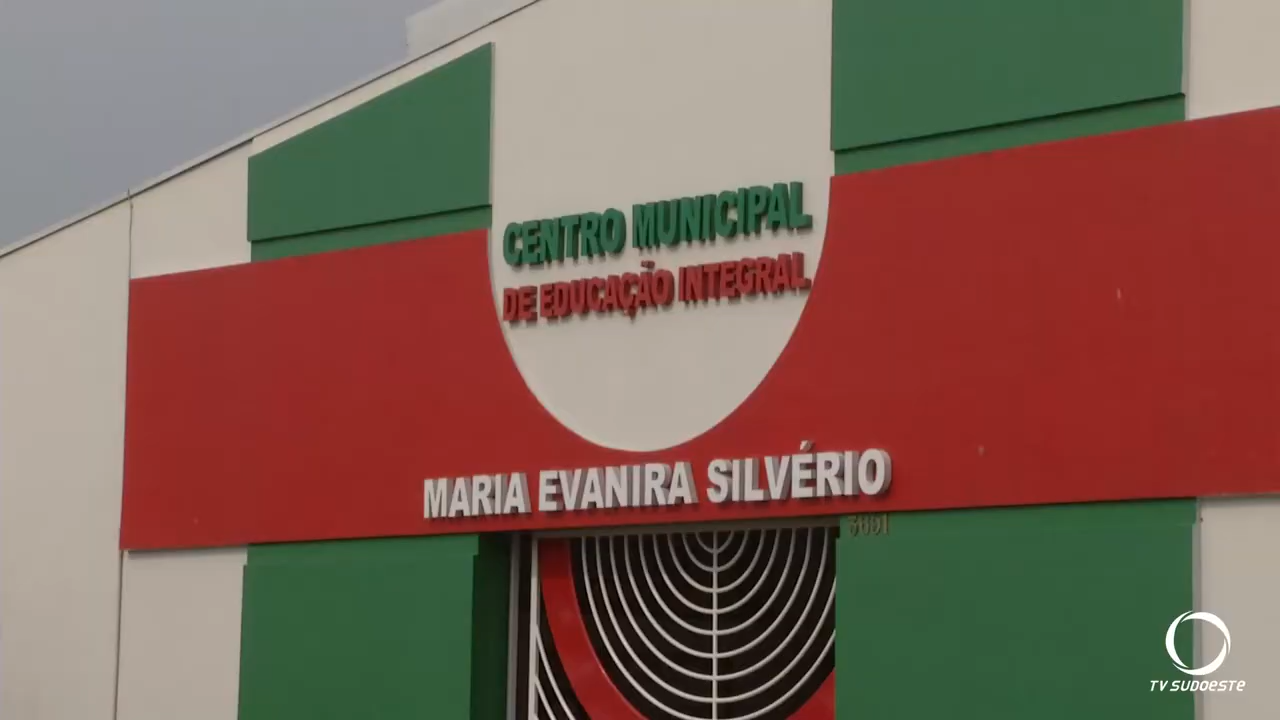 CENTRO MUNICIPAL
DE EDUCAÇÃO INTEGRAL
MARIA EVANIRA SILVÉRIO
TV SUDOESTE